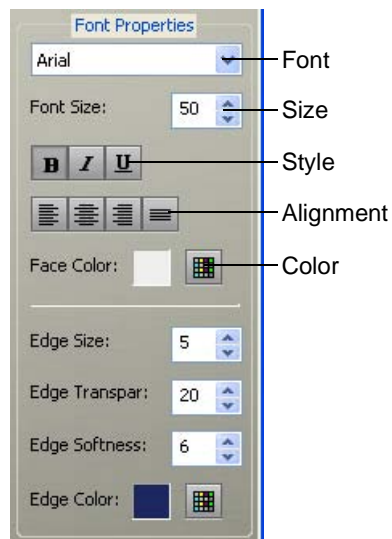 Font Properties
Arial
Font
Font Size:
50
Size
B I U
Style
Alignment
Face Color:
Color
Edge Size:
5
Edge Transpar:
20
Edge Softness:
6
Edge Color: